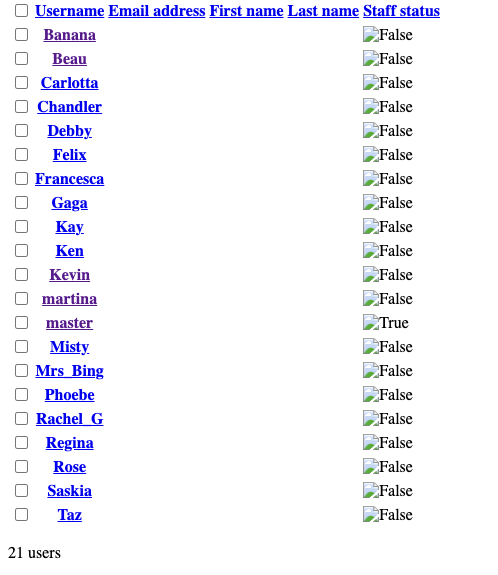 Username Email address First name Last name Staff status
Banana False
Beau False
Carlotta False
Chandler False
Debby False
Felix False
Francesca False
Gaga False
Kay False
Ken False
Kevin False
martina False
master True
Misty False
Mrs_Bing False
Phoebe False
Rachel_G False
Regina False
Rose False
Saskia False
Taz False
21 users